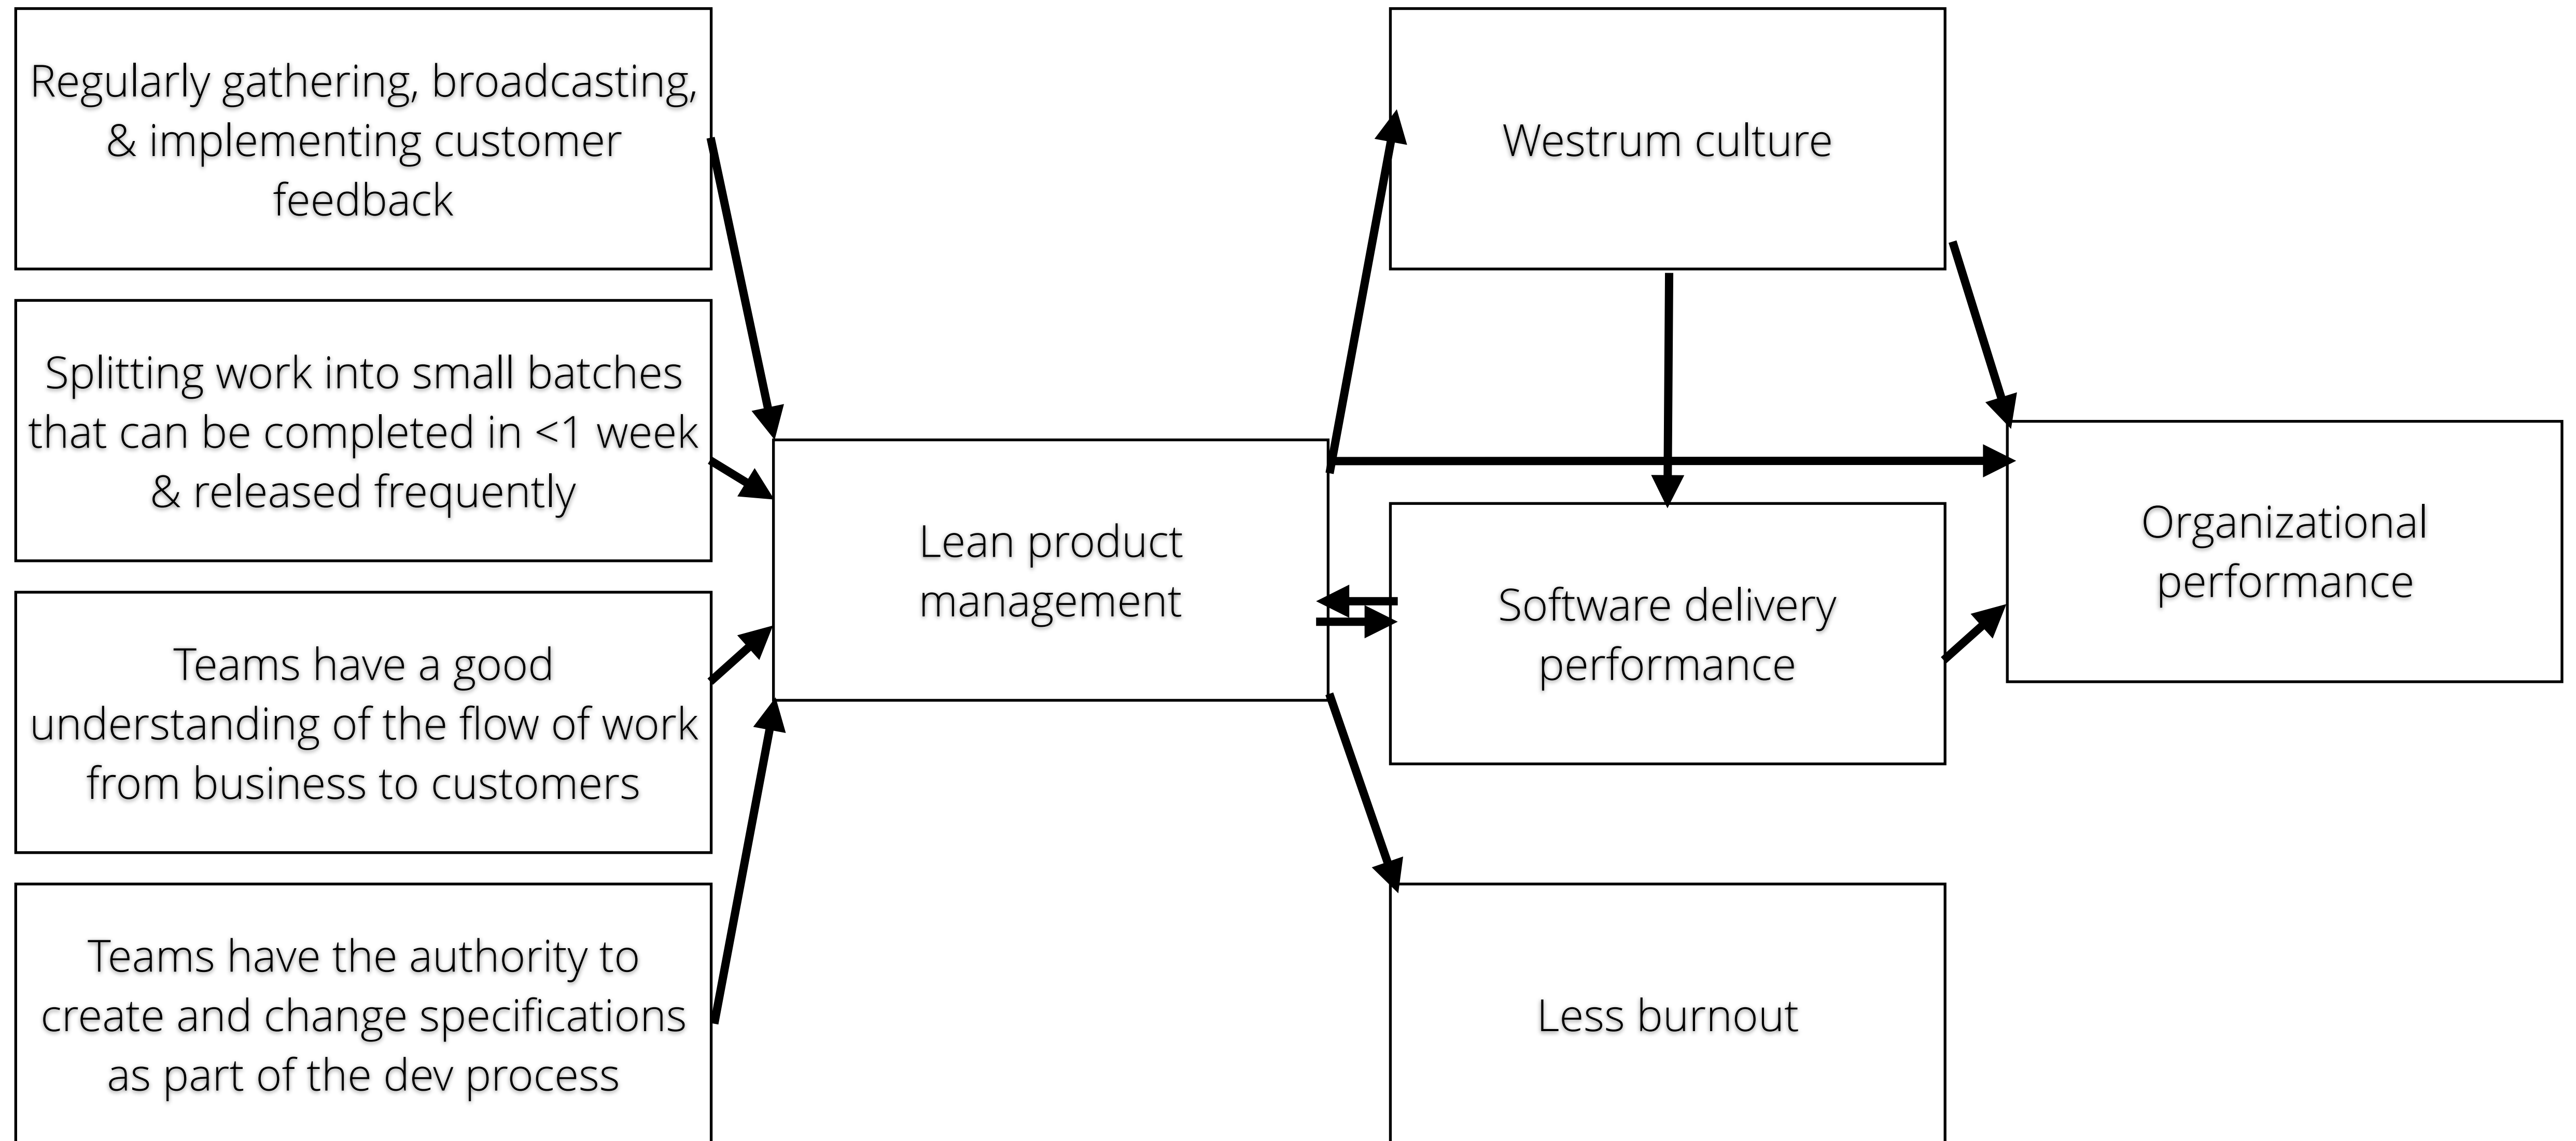 Regularly gathering, broadcasting,
& implementing customer
feedback
Splitting work into small batches
that can be completed in <1 week
& released frequently
Teams have a good
understanding of the flow of work
from business to customers
Teams have the authority to
create and change specifications
as part of the dev process
Lean product
management
Westrum culture
Software delivery
performance
Less burnout
Organizational
performance